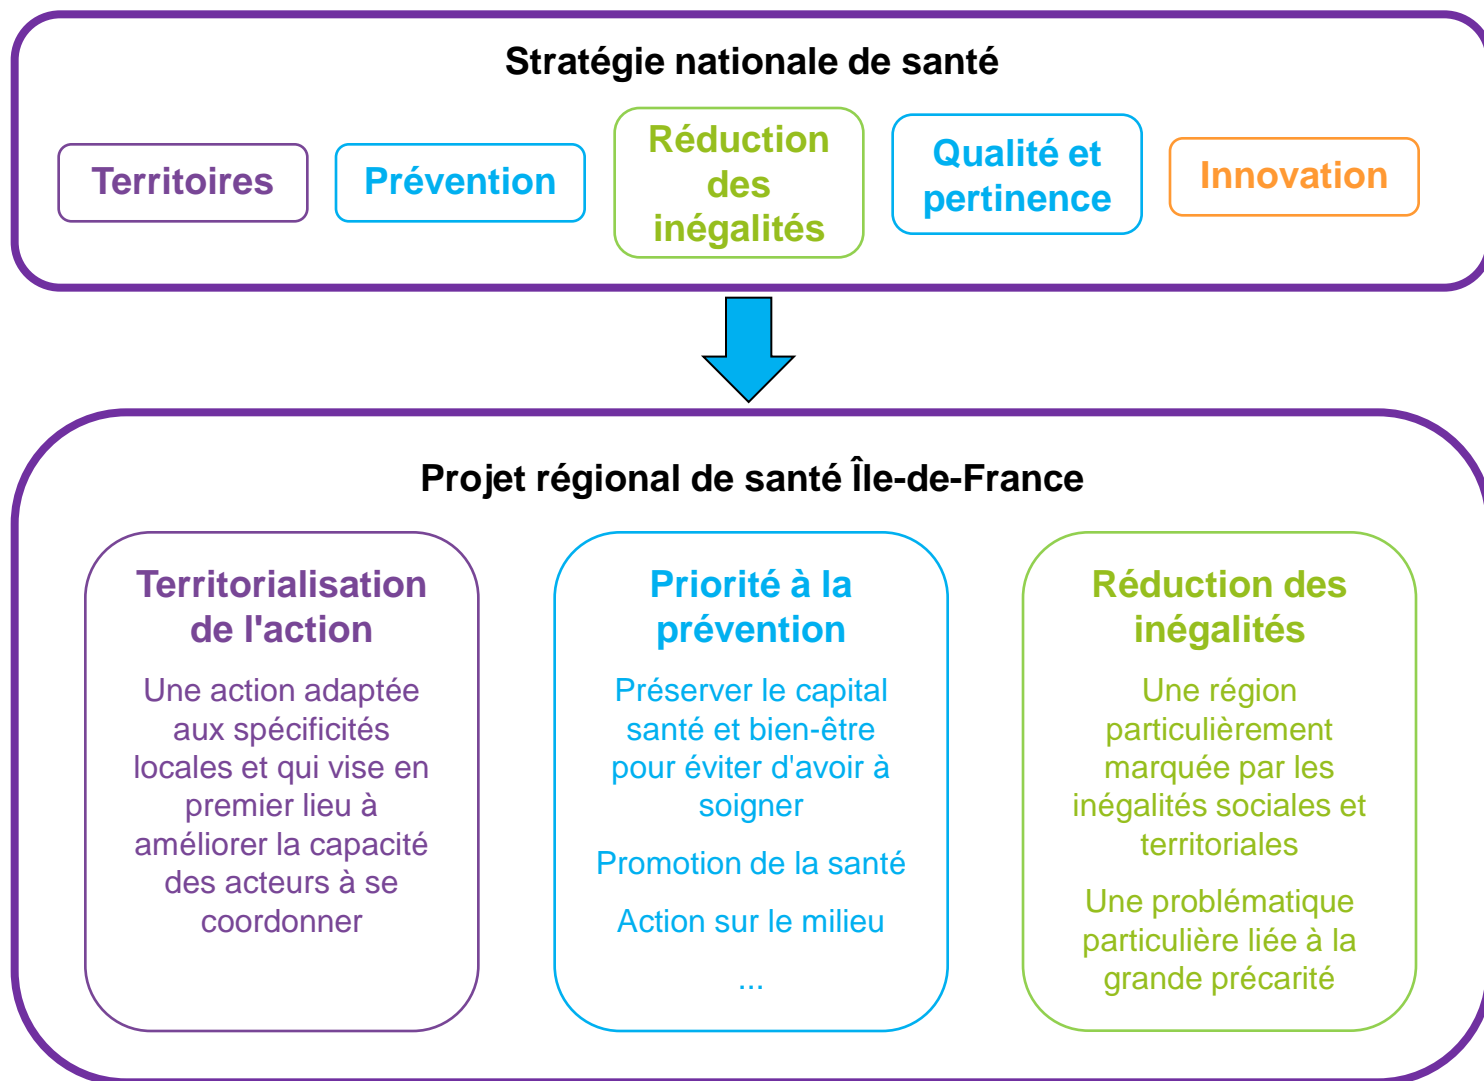 Stratégie nationale de santé
Territoires
Prévention
Réduction
des
inégalités
Qualité et
pertinence
Innovation
Projet régional de santé Île-de-France
Territorialisation
de l'action
Une action adaptée
aux spécificités
locales et qui vise en
premier lieu à
améliorer la capacité
des acteurs à se
coordonner
Priorité à la
prévention
Préserver le capital
santé et bien-être
pour éviter d'avoir à
soigner
Promotion de la santé
Action sur le milieu
...
Réduction des
inégalités
Une région
particulièrement
marquée par les
inégalités sociales et
territoriales
Une problématique
particulière liée à la
grande précarité